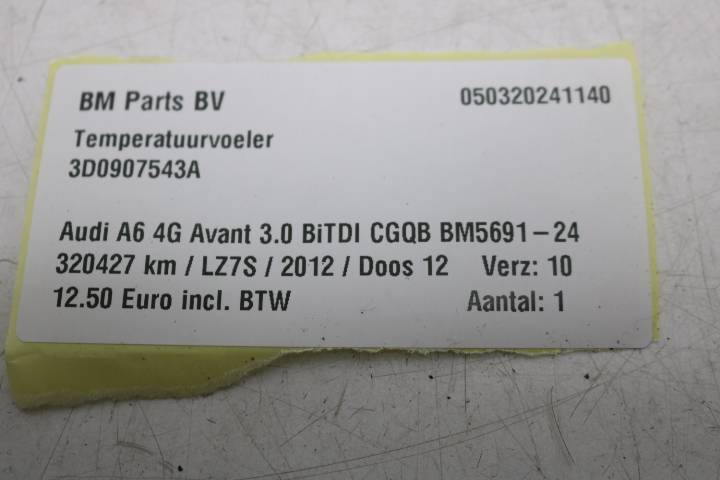 BM Parts BV 050320241140
Temperatuurvoeler
3D0907543A
Audi A6 4G Avant 3.0 BiTDI CGQB BM5691-24
320427 km / LZ7S / 2012 / Doos 12 Verz: 10
12.50 Euro incl. BTW Aantal: 1